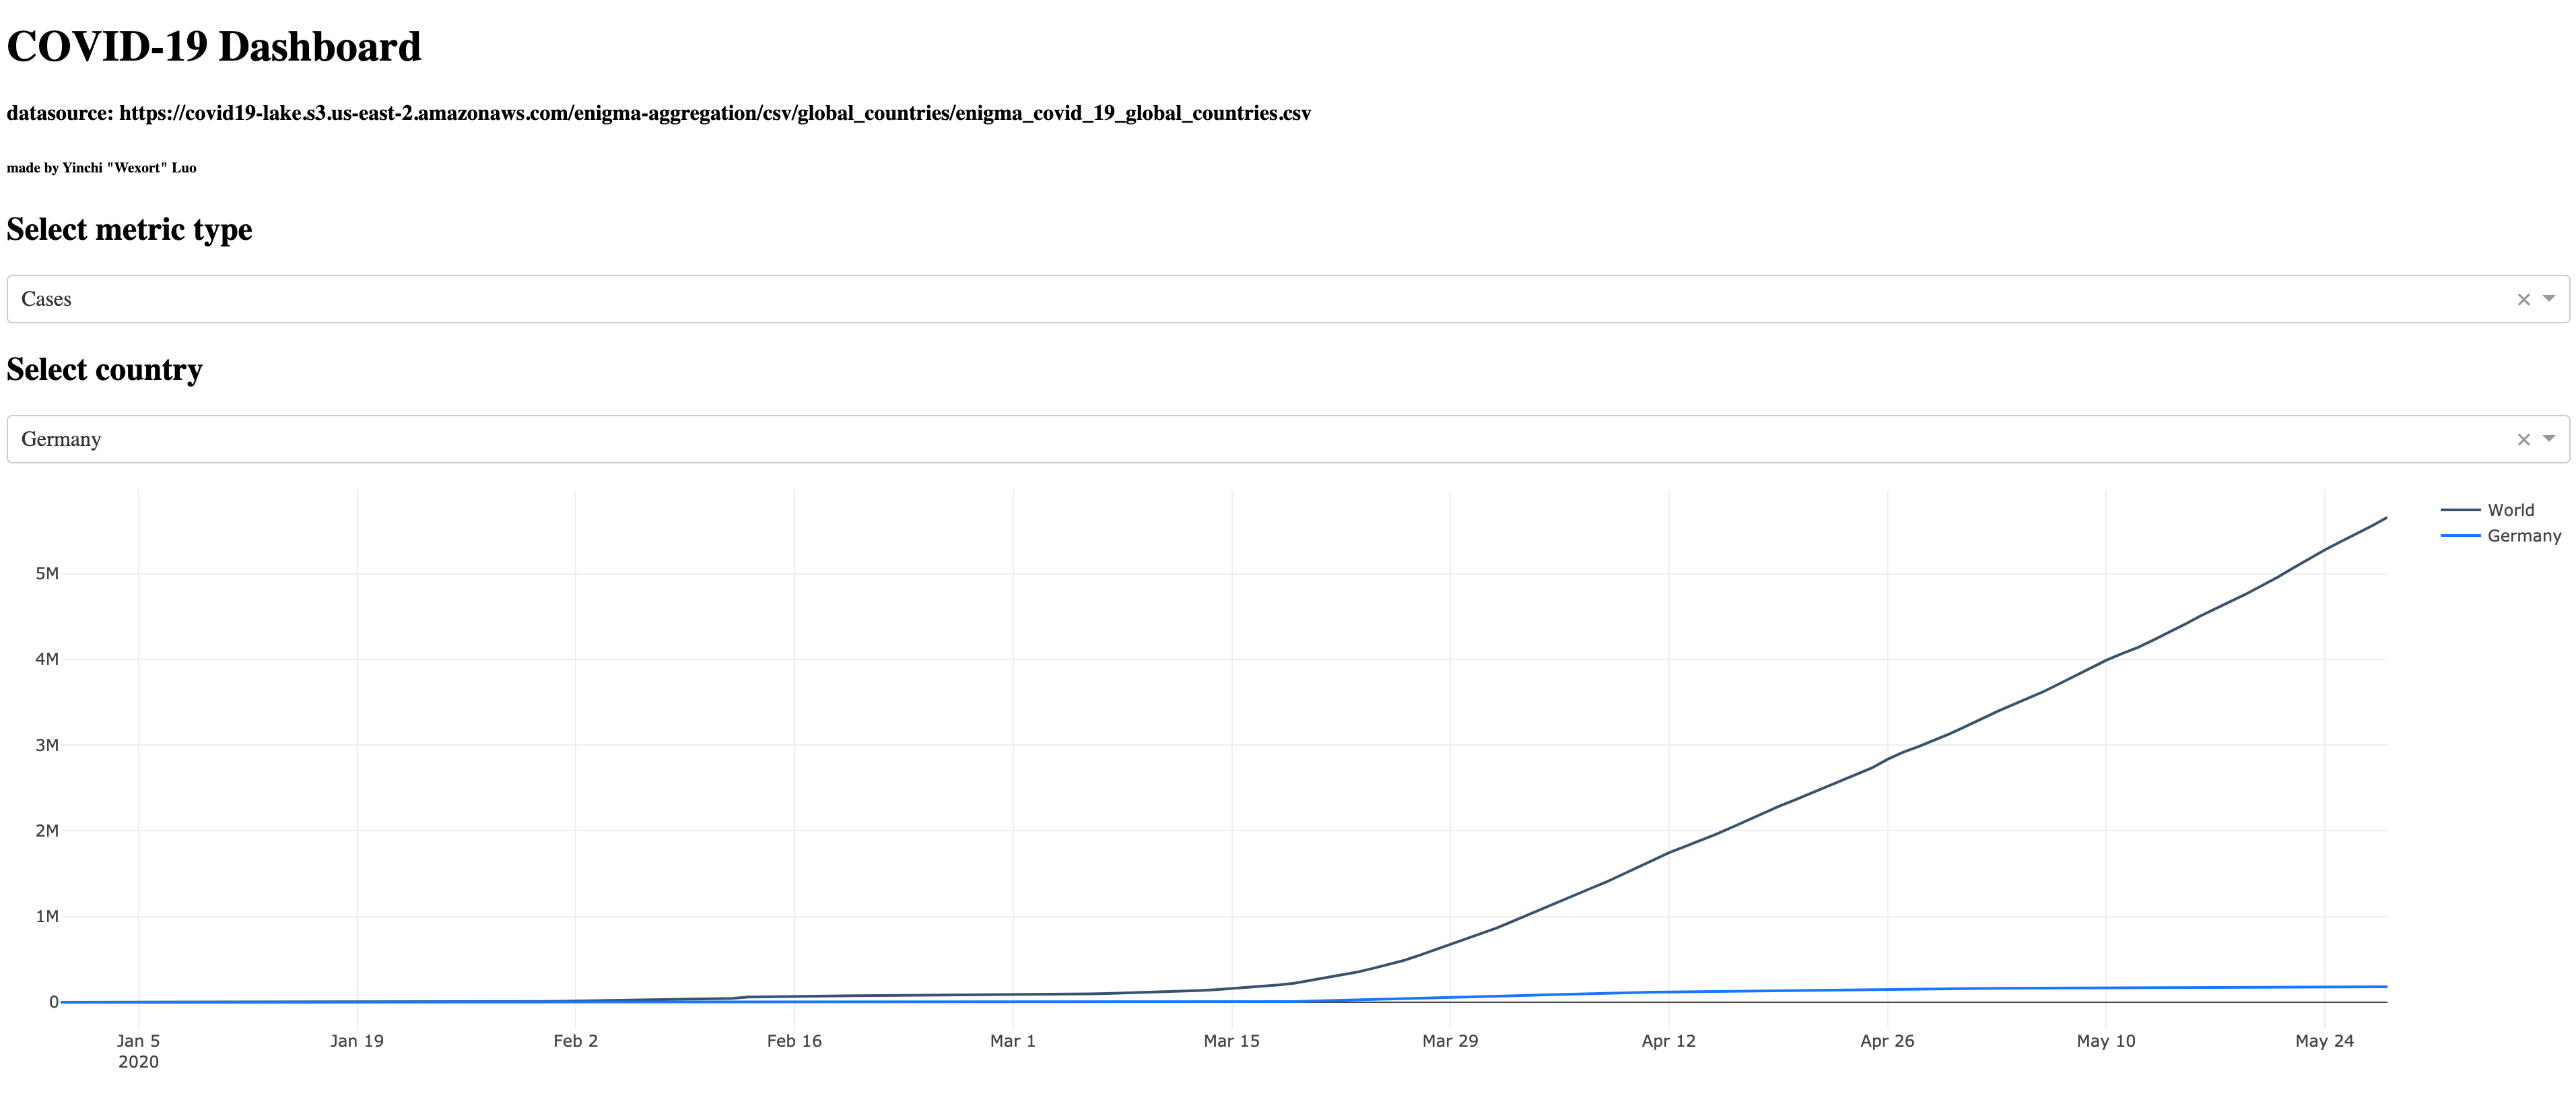 COVID-19 Dashboard
datasource: https://covid19-lake.s3.us-east-2.amazonaws.com/enigma-aggregation/csv/global_countries/enigma_covid_19_global_countries.csv
made by Yinchi "Wexort" Luo
Select metric type
Cases
Select country
Germany
World
Germany
5M
4M
3M
2M
1M
0
Jan 5 Jan 19 Feb 2 Feb 16 Mar 1 Mar 15 Mar 29 Apr 12 Apr 26 May 10 May 24
2020